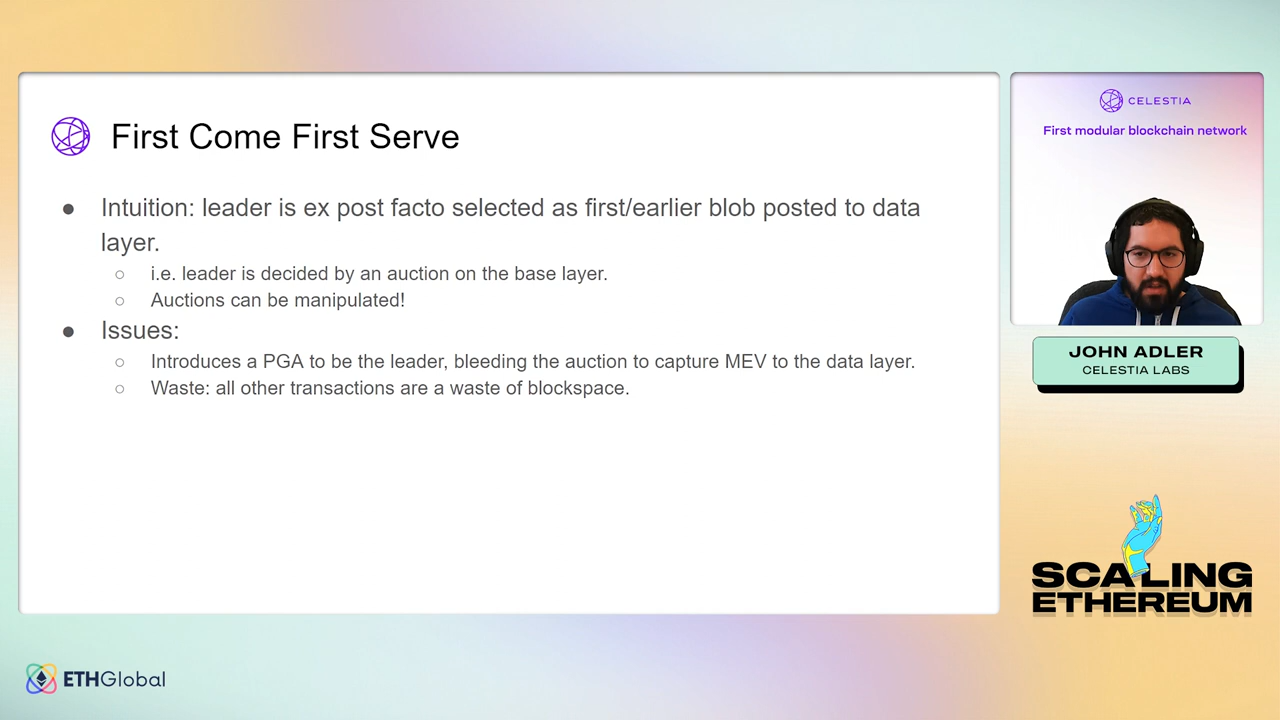 First Come First Serve
● Intuition: leader is ex post facto selected as first/earlier blob posted to data
layer.
○ i.e. leader is decided by an auction on the base layer.
○ Auctions can be manipulated!
● Issues:
○ Introduces a PGA to be the leader, bleeding the auction to capture MEV to the data layer.
○ Waste: all other transactions are a waste of blockspace.
CELESTIA
First modular blockchain network
JOHN ADLER
CELESTIA LABS
SCALING
ETHEREUM
ETHGlobal